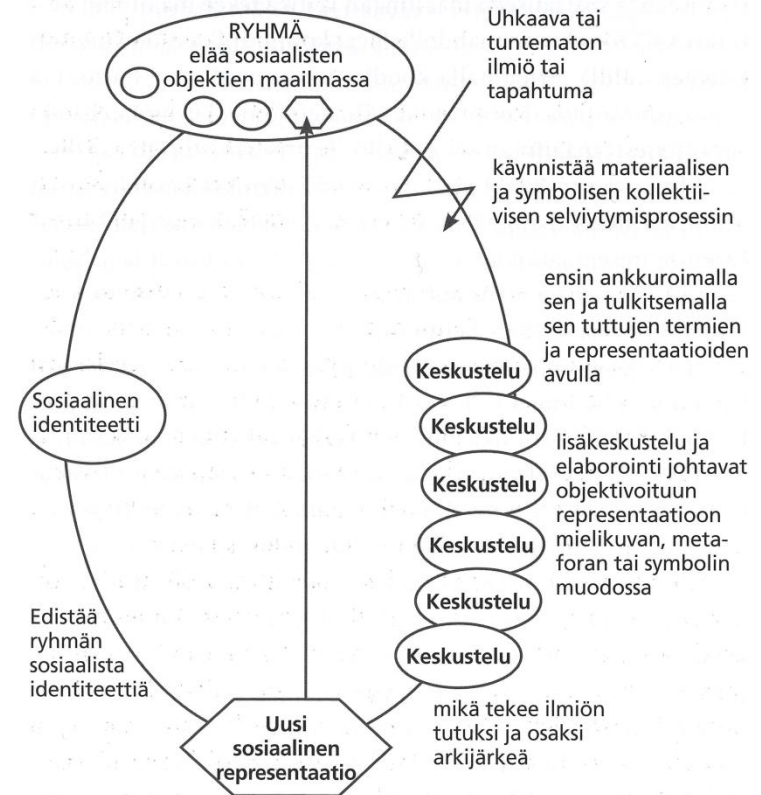 RYHMÄ
elää sosiaalisten
objektien maailmassa
Uhkaava tai
tuntematon
ilmiö tai
tapahtuma
käynnistää materiaalisen
ja symbolisen kollektii-
visen selviytymisprosessin
ensin ankkuroimalla
sen ja tulkitsemalla
sen tuttujen termien
ja representaatioiden
avulla
Keskustelu
Keskustelu
Keskustelu
Keskustelu
Keskustelu
Keskustelu
lisäkeskustelu ja
elaborointi johtavat
objektivoituun
representaatioon
mielikuvan, meta-
foran tai symbolin
muodossa
mikä tekee ilmiön
tutuksi ja osaksi
arkijärkeä
Uusi
sosiaalinen
representaatio
Edistää
ryhmän
sosiaalista
identiteettiä
Sosiaalinen
identiteetti